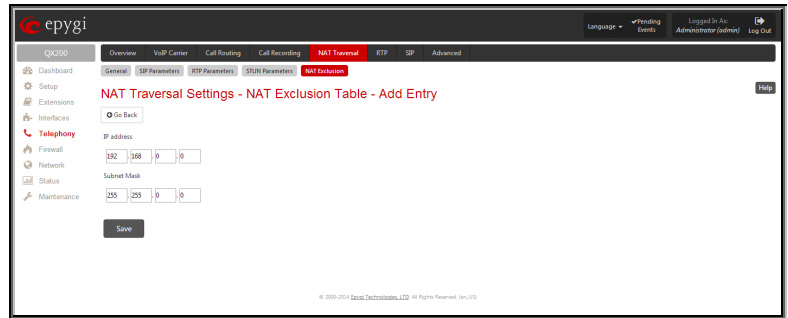 epygi
Language
Pending Events
Logged In As: Administrator (admin)
Log Out
QX200
Overview VoIP Carrier Call Routing Call Recording NAT Traversal RTP SIP Advanced
Dashboard
Setup
Extensions
Interfaces
Telephony
Firewall
Network
Status
Maintenance
General SIP Parameters RTP Parameters STUN Parameters NAT Exclusion
NAT Traversal Settings - NAT Exclusion Table - Add Entry
Help
Go Back
IP address
192 . 168 . 0 . 0
Subnet Mask
255 . 255 . 0 . 0
Save
© 2000-2014 Epygi Technologies, LTD. All Rights Reserved. (en_US)